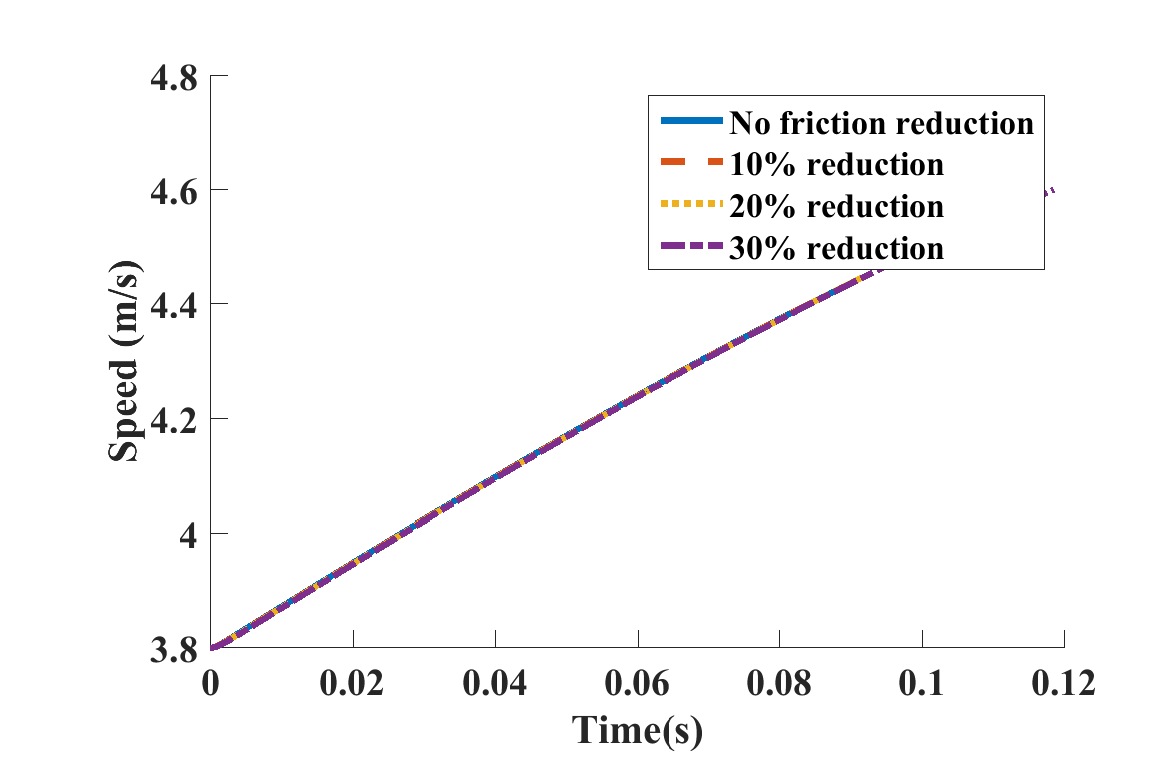 4.8
4.6
4.4
4.2
4
3.8
Speed (m/s)
No friction reduction
10% reduction
20% reduction
30% reduction
0 0.02 0.04 0.06 0.08 0.1 0.12
Time(s)